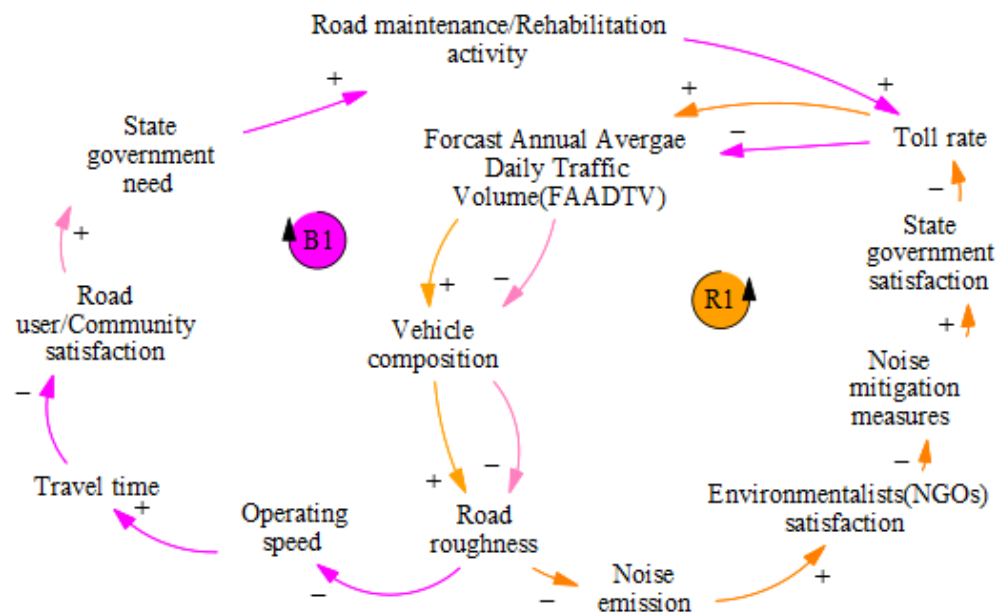 Road maintenance/Rehabilitation
activity
+
+
+
State
government
need
Forcast Annual Avergae
Daily Traffic
Volume(FAADTV)
−
Toll rate
−
State
government
satisfaction
+
B1
R1
+
−
Road
user/Community
satisfaction
Vehicle
composition
+
Noise
mitigation
measures
−
−
+
−
Travel time
+
Operating
speed
Road
roughness
Environmentalists(NGOs)
satisfaction
−
−
+
Noise
emission